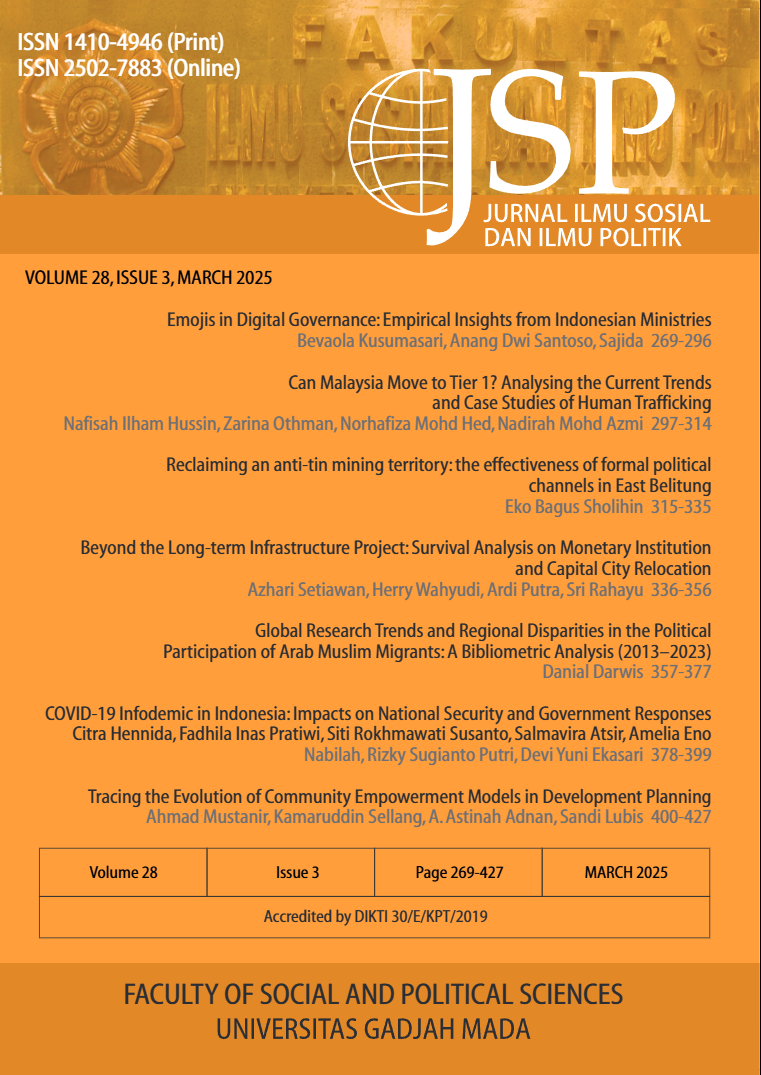 ISSN 1410-4946 (Print)
ISSN 2502-7883 (Online)
FAKULTAS
ILMU SOSIAL DAN ILMU POLI
JSP
JURNAL ILMU SOSIAL
DAN ILMU POLITIK
VOLUME 28, ISSUE 3, MARCH 2025
Emojis in Digital Governance: Empirical Insights from Indonesian Ministries
Bevaola Kusumasari, Anang Dwi Santoso, Sajida 269-296
Can Malaysia Move to Tier 1? Analysing the Current Trends
and Case Studies of Human Trafficking
Nafisah Ilham Hussin, Zarina Othman, Norhafiza Mohd Hed, Nadirah Mohd Azmi 297-314
Reclaiming an anti-tin mining territory: the effectiveness of formal political
channels in East Belitung
Eko Bagus Sholihin 315-335
Beyond the Long-term Infrastructure Project: Survival Analysis on Monetary Institution
and Capital City Relocation
Azhari Setiawan, Herry Wahyudi, Ardi Putra, Sri Rahayu 336-356
Global Research Trends and Regional Disparities in the Political
Participation of Arab Muslim Migrants: A Bibliometric Analysis (2013–2023)
Danial Darwis 357-377
COVID-19 Infodemic in Indonesia: Impacts on National Security and Government Responses
Citra Hennida, Fadhila Inas Pratiwi, Siti Rokhmawati Susanto, Salmavira Atsir, Amelia Eno
Nabilah, Rizky Sugianto Putri, Devi Yuni Ekasari 378-399
Tracing the Evolution of Community Empowerment Models in Development Planning
Ahmad Mustanir, Kamaruddin Sellang, A. Astinah Adnan, Sandi Lubis 400-427
Volume 28
Issue 3
Page 269-427
MARCH 2025
Accredited by DIKTI 30/E/KPT/2019
FACULTY OF SOCIAL AND POLITICAL SCIENCES
UNIVERSITAS GADJAH MADA